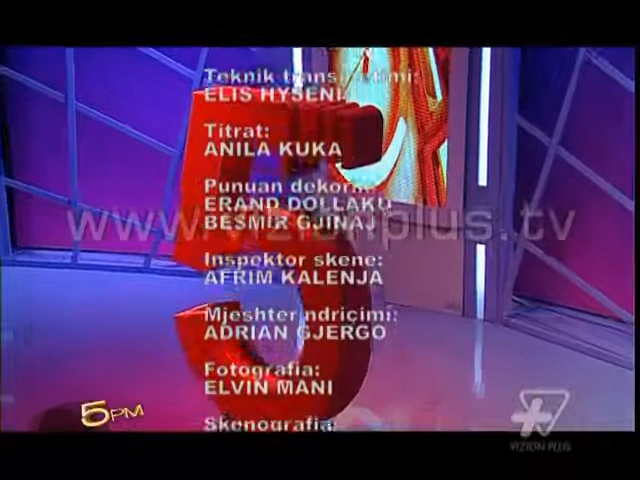 Teknik transmetimi:
ELIS HYSENI
Titrat:
ANILA KUKA
Punuan dekorin:
ERAND DOLLAKU
BESMIR GJINAJ
www.vizionplus.tv
Inspektor skene:
AFRIM KALENJA
Mjeshter ndriçimi:
ADRIAN GJERGO
Fotografia:
ELVIN MANI
Skenografia:
5
5PM
VIZION PLUS